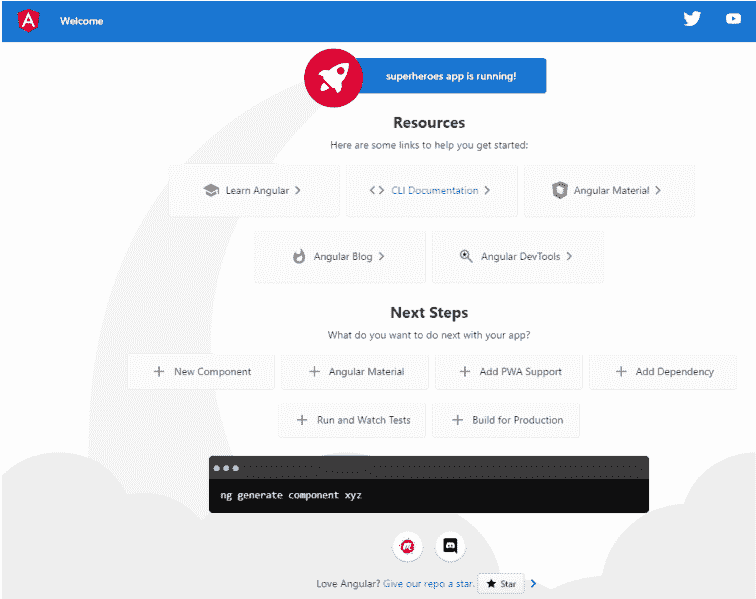 A Welcome
superheroes app is running!
Resources
Here are some links to help you get started:
Learn Angular
CLI Documentation
Angular Material
Angular Blog
Angular DevTools
Next Steps
What do you want to do next with your app?
New Component
Angular Material
Add PWA Support
Add Dependency
Run and Watch Tests
Build for Production
ng generate component xyz
Love Angular? Give our repo a star. Star